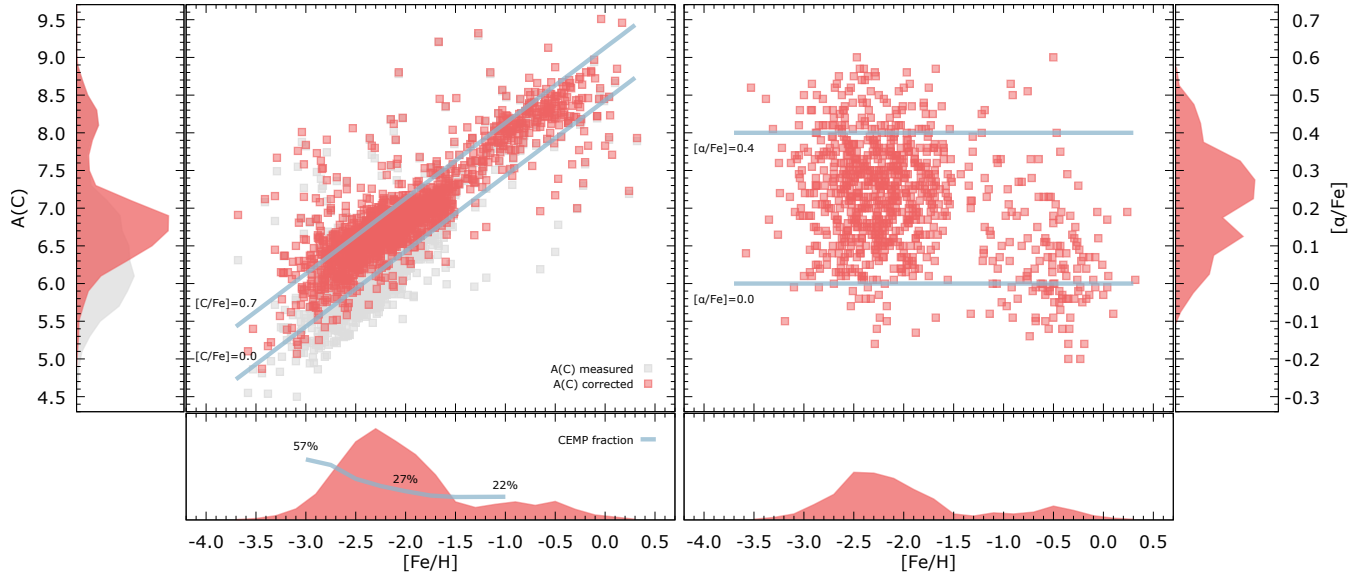 9.5
9.0
8.5
8.0
7.5
7.0
6.5
6.0
5.5
5.0
4.5
A(C)
[C/Fe]=0.7
[C/Fe]=0.0
A(C) measured
A(C) corrected
[α/Fe]=0.4
[α/Fe]=0.0
0.7
0.6
0.5
0.4
0.3
0.2
0.1
0.0
-0.1
-0.2
-0.3
[α/Fe]
57%
27%
22%
CEMP fraction
-4.0 -3.5 -3.0 -2.5 -2.0 -1.5 -1.0 -0.5 0.0 0.5
[Fe/H]
-4.0 -3.5 -3.0 -2.5 -2.0 -1.5 -1.0 -0.5 0.0 0.5
[Fe/H]